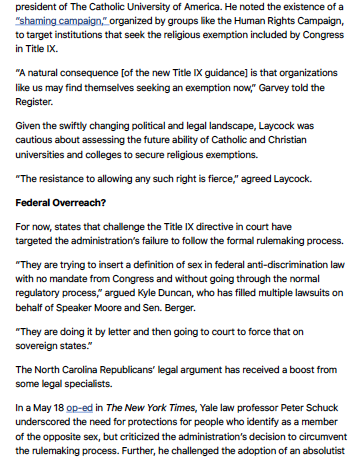 president of The Catholic University of America. He noted the existence of a
“shaming campaign,” organized by groups like the Human Rights Campaign,
to target institutions that seek the religious exemption included by Congress
in Title IX.
“A natural consequence [of the new Title IX guidance] is that organizations
like us may find themselves seeking an exemption now,” Garvey told the
Register.
Given the swiftly changing political and legal landscape, Laycock was
cautious about assessing the future ability of Catholic and Christian
universities and colleges to secure religious exemptions.
“The resistance to allowing any such right is fierce,” agreed Laycock.
Federal Overreach?
For now, states that challenge the Title IX directive in court have
targeted the administration’s failure to follow the formal rulemaking process.
“They are trying to insert a definition of sex in federal anti-discrimination law
with no mandate from Congress and without going through the normal
regulatory process,” argued Kyle Duncan, who has filled multiple lawsuits on
behalf of Speaker Moore and Sen. Berger.
“They are doing it by letter and then going to court to force that on
sovereign states.”
The North Carolina Republicans’ legal argument has received a boost from
some legal specialists.
In a May 18 op-ed in The New York Times, Yale law professor Peter Schuck
underscored the need for protections for people who identify as a member
of the opposite sex, but criticized the administration’s decision to circumvent
the rulemaking process. Further, he challenged the adoption of an absolutist